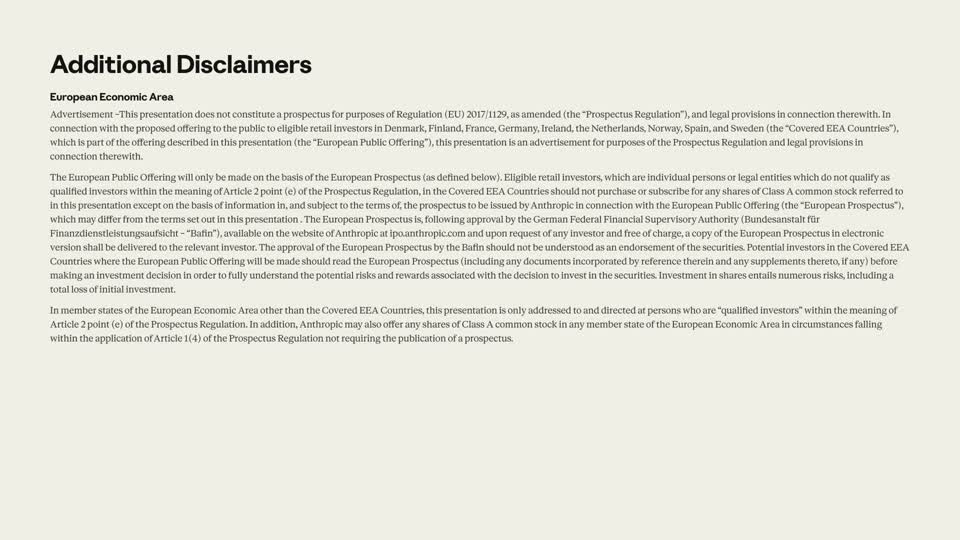 Additional Disclaimers
European Economic Area
Advertisement –This presentation does not constitute a prospectus for purposes of Regulation (EU) 2017/1129, as amended (the “Prospectus Regulation”), and legal provisions in connection therewith. In
connection with the proposed offering to the public to eligible retail investors in Denmark, Finland, France, Germany, Ireland, the Netherlands, Norway, Spain, and Sweden (the “Covered EEA Countries”),
which is part of the offering described in this presentation (the “European Public Offering”), this presentation is an advertisement for purposes of the Prospectus Regulation and legal provisions in
connection therewith.
The European Public Offering will only be made on the basis of the European Prospectus (as defined below). Eligible retail investors, which are individual persons or legal entities which do not qualify as
qualified investors within the meaning of Article 2 point (e) of the Prospectus Regulation, in the Covered EEA Countries should not purchase or subscribe for any shares of Class A common stock referred to
in this presentation except on the basis of information in, and subject to the terms of, the prospectus to be issued by Anthropic in connection with the European Public Offering (the “European Prospectus”),
which may differ from the terms set out in this presentation . The European Prospectus is, following approval by the German Federal Financial Supervisory Authority (Bundesanstalt für
Finanzdienstleistungsaufsicht – “Bafin”), available on the website of Anthropic at ipo.anthropic.com and upon request of any investor and free of charge, a copy of the European Prospectus in electronic
version shall be delivered to the relevant investor. The approval of the European Prospectus by the Bafin should not be understood as an endorsement of the securities. Potential investors in the Covered EEA
Countries where the European Public Offering will be made should read the European Prospectus (including any documents incorporated by reference therein and any supplements thereto, if any) before
making an investment decision in order to fully understand the potential risks and rewards associated with the decision to invest in the securities. Investment in shares entails numerous risks, including a
total loss of initial investment.
In member states of the European Economic Area other than the Covered EEA Countries, this presentation is only addressed to and directed at persons who are “qualified investors” within the meaning of
Article 2 point (e) of the Prospectus Regulation. In addition, Anthropic may also offer any shares of Class A common stock in any member state of the European Economic Area in circumstances falling
within the application of Article 1(4) of the Prospectus Regulation not requiring the publication of a prospectus.